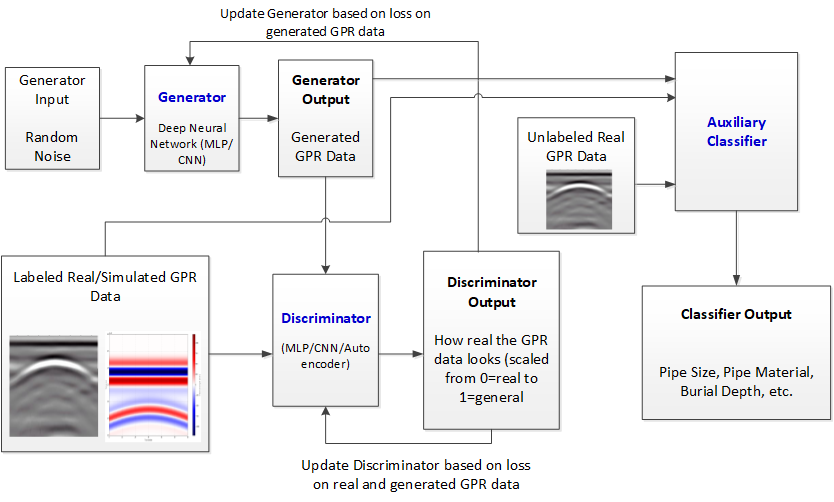 Update Generator based on loss on
generated GPR data
Generator
Input
Random
Noise
Generator
Deep Neural
Network (MLP/
CNN)
Generator
Output
Generated
GPR Data
Auxiliary
Classifier
Unlabeled Real
GPR Data
Labeled Real/Simulated GPR
Data
Discriminator
(MLP/CNN/Auto
encoder)
Discriminator
Output
How real the GPR
data looks (scaled
from 0=real to
1=general
Classifier Output
Pipe Size, Pipe Material,
Burial Depth, etc.
Update Discriminator based on loss
on real and generated GPR data